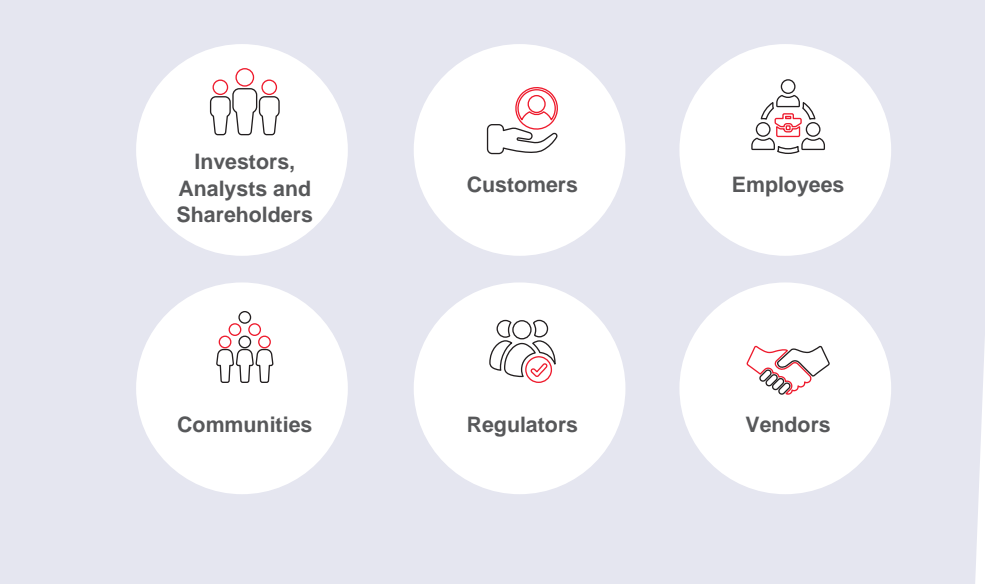 Investors,
Analysts and
Shareholders
Customers
Employees
Communities
Regulators
Vendors